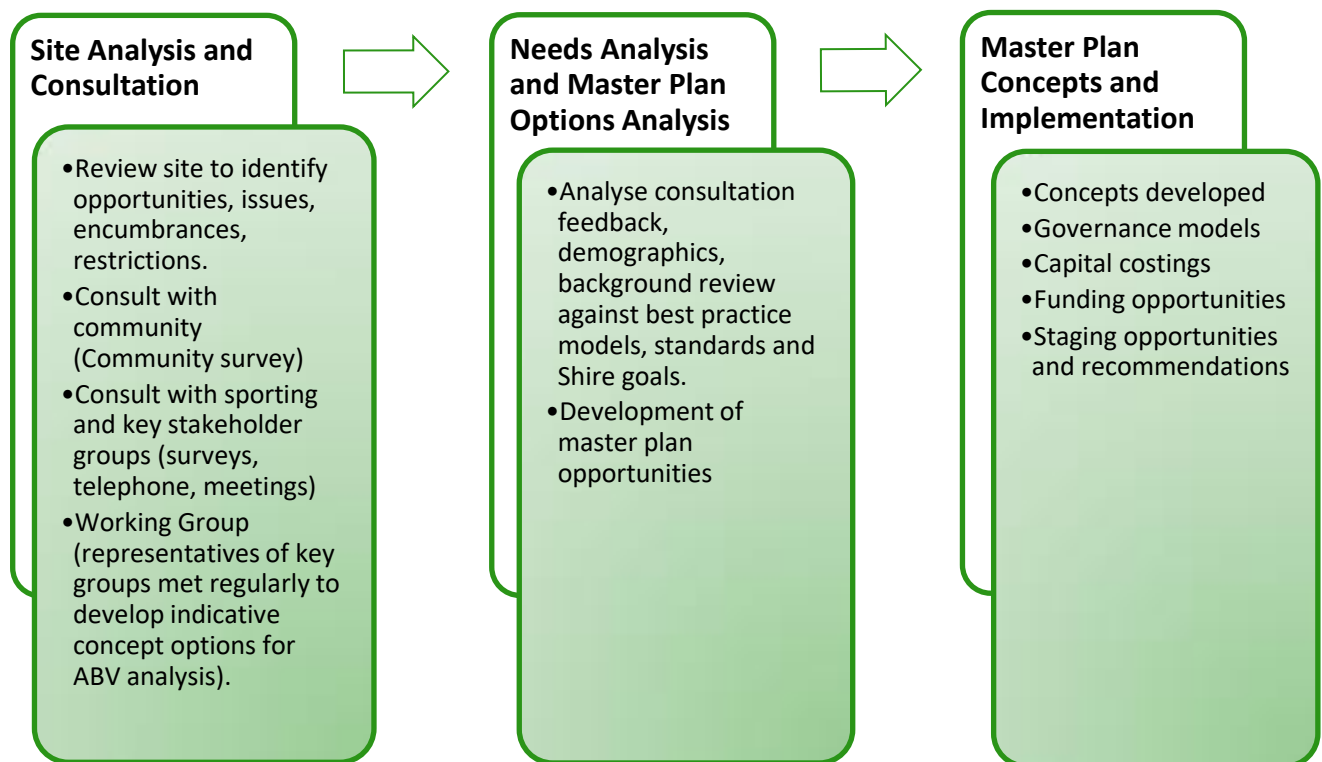 Site Analysis and
Consultation
•Review site to identify
opportunities, issues,
encumbrances,
restrictions.
•Consult with
community
(Community survey)
•Consult with sporting
and key stakeholder
groups (surveys,
telephone, meetings)
•Working Group
(representatives of key
groups met regularly to
develop indicative
concept options for
ABV analysis).
Needs Analysis
and Master Plan
Options Analysis
•Analyse consultation
feedback,
demographics,
background review
against best practice
models, standards and
Shire goals.
•Development of
master plan
opportunities
Master Plan
Concepts and
Implementation
•Concepts developed
•Governance models
•Capital costings
•Funding opportunities
•Staging opportunities
and recommendations